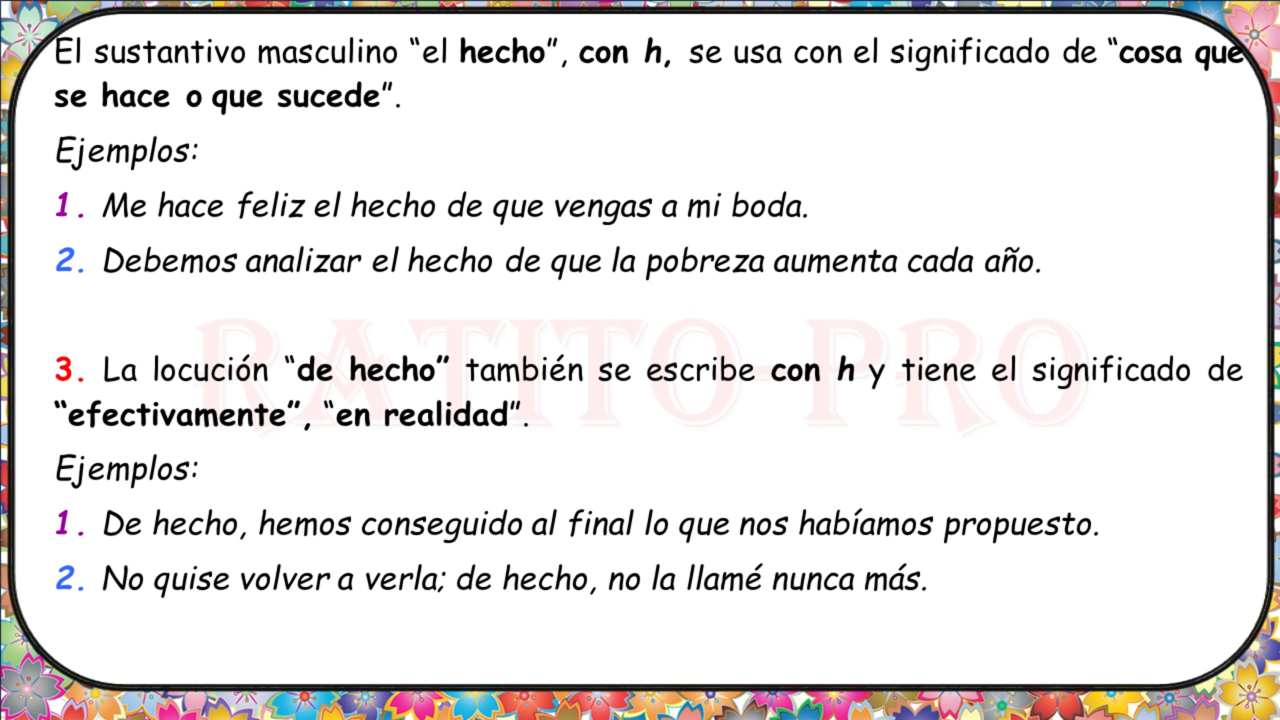 El sustantivo masculino “el hecho”, con h, se usa con el significado de “cosa que
se hace o que sucede”.
Ejemplos:
1. Me hace feliz el hecho de que vengas a mi boda.
2. Debemos analizar el hecho de que la pobreza aumenta cada año.
RATITO PRO
3. La locución “de hecho” también se escribe con h y tiene el significado de
“efectivamente”, “en realidad”.
Ejemplos:
1. De hecho, hemos conseguido al final lo que nos habíamos propuesto.
2. No quise volver a verla; de hecho, no la llamé nunca más.